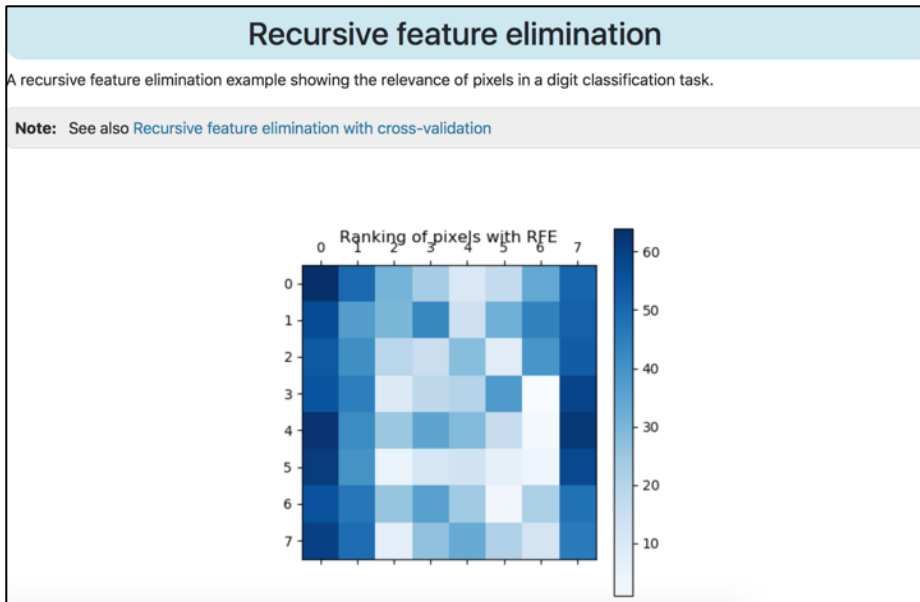 Recursive feature elimination
A recursive feature elimination example showing the relevance of pixels in a digit classification task.
Note: See also Recursive feature elimination with cross-validation
Ranking of pixels with RFE
0 1 2 3 4 5 6 7
0
1
2
3
4
5
6
7
60
50
40
30
20
10